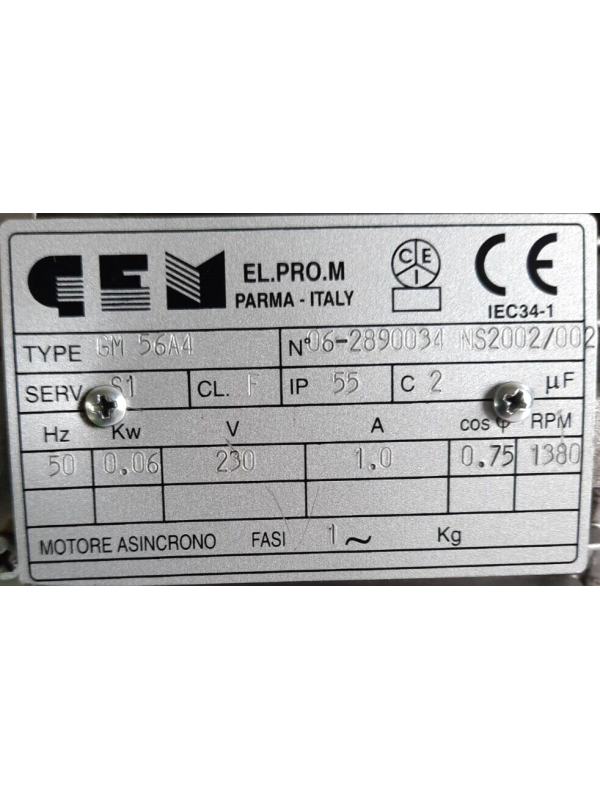 GEM EL.PRO.M
PARMA - ITALY
CEI
CE
IEC34-1
TYPE GM 56A4 N° 06-2890034 NS2002/002
SERV. S1 CL. F IP 55 C 2 µF
Hz Kw V A cos φ RPM
50 0.06 230 1.0 0.75 1380
MOTORE ASINCRONO FASI 1~ Kg